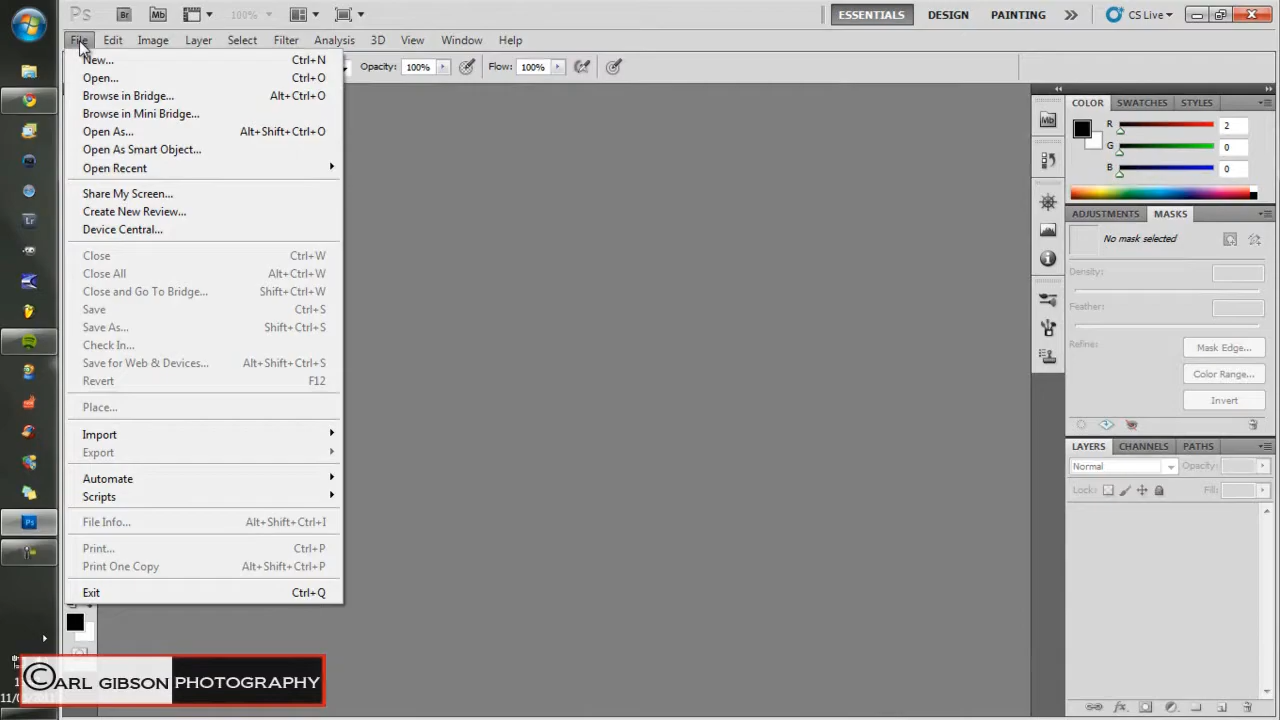 Ps Br Mb 100% ESSENTIALS DESIGN PAINTING CS Live
File Edit Image Layer Select Filter Analysis 3D View Window Help
Opacity: 100% Flow: 100%
New... Ctrl+N
Open... Ctrl+O
Browse in Bridge... Alt+Ctrl+O
Browse in Mini Bridge...
Open As... Alt+Shift+Ctrl+O
Open As Smart Object...
Open Recent
Share My Screen...
Create New Review...
Device Central...
Close Ctrl+W
Close All Alt+Ctrl+W
Close and Go To Bridge... Shift+Ctrl+W
Save Ctrl+S
Save As... Shift+Ctrl+S
Check In...
Save for Web & Devices... Alt+Shift+Ctrl+S
Revert F12
Place...
Import
Export
Automate
Scripts
File Info... Alt+Shift+Ctrl+I
Print... Ctrl+P
Print One Copy Alt+Shift+Ctrl+P
Exit Ctrl+Q
Lr
Ps
Mb
COLOR SWATCHES STYLES
R 2
G 0
B 0
ADJUSTMENTS MASKS
No mask selected
Density:
Feather:
Refine: Mask Edge...
Color Range...
Invert
LAYERS CHANNELS PATHS
Normal Opacity:
Lock: Fill:
©ARL GIBSON PHOTOGRAPHY